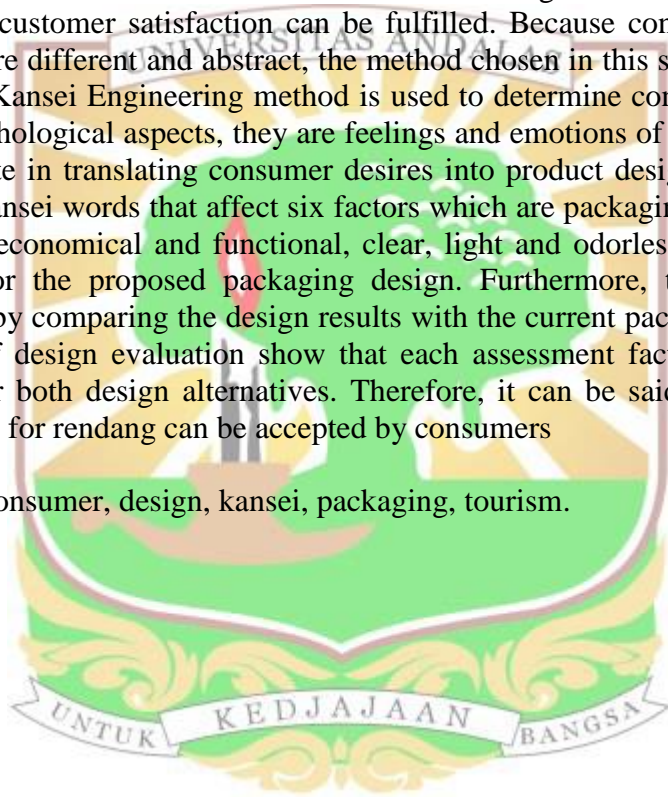 customer satisfaction can be fulfilled. Because con
UNIVERSITAS ANDALAS
re different and abstract, the method chosen in this s
Kansei Engineering method is used to determine con
hological aspects, they are feelings and emotions of
te in translating consumer desires into product desig
ansei words that affect six factors which are packagin
economical and functional, clear, light and odorles
or the proposed packaging design. Furthermore, t
by comparing the design results with the current pac
f design evaluation show that each assessment fact
r both design alternatives. Therefore, it can be said
for rendang can be accepted by consumers
onsumer, design, kansei, packaging, tourism.
UNTUK KEDJAJAAN BANGSA